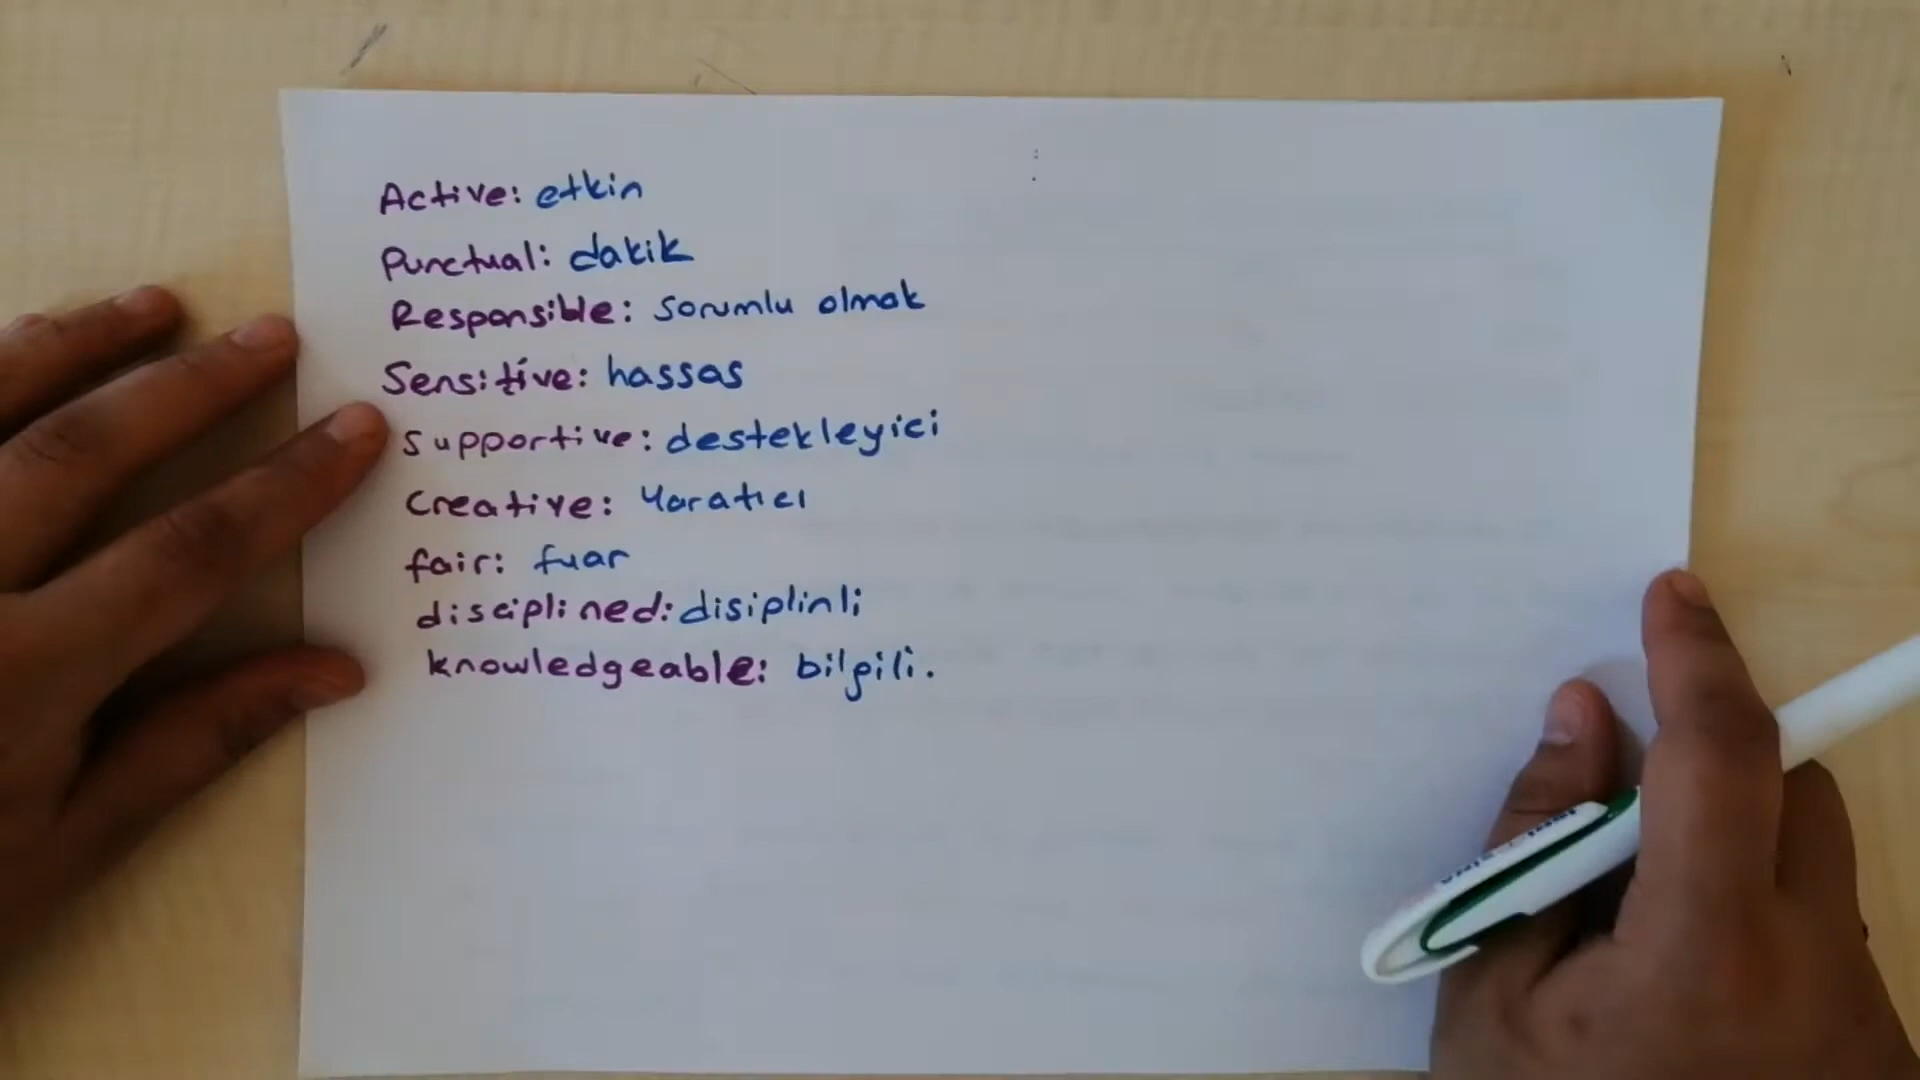 Active: etkin
Punctual: dakik
Responsible: sorumlu olmak
Sensitive: hassas
supportive: destekleyici
Creative: Yaratıcı
fair: fuar
disciplined: disiplinli
knowledgeable: bilgili.